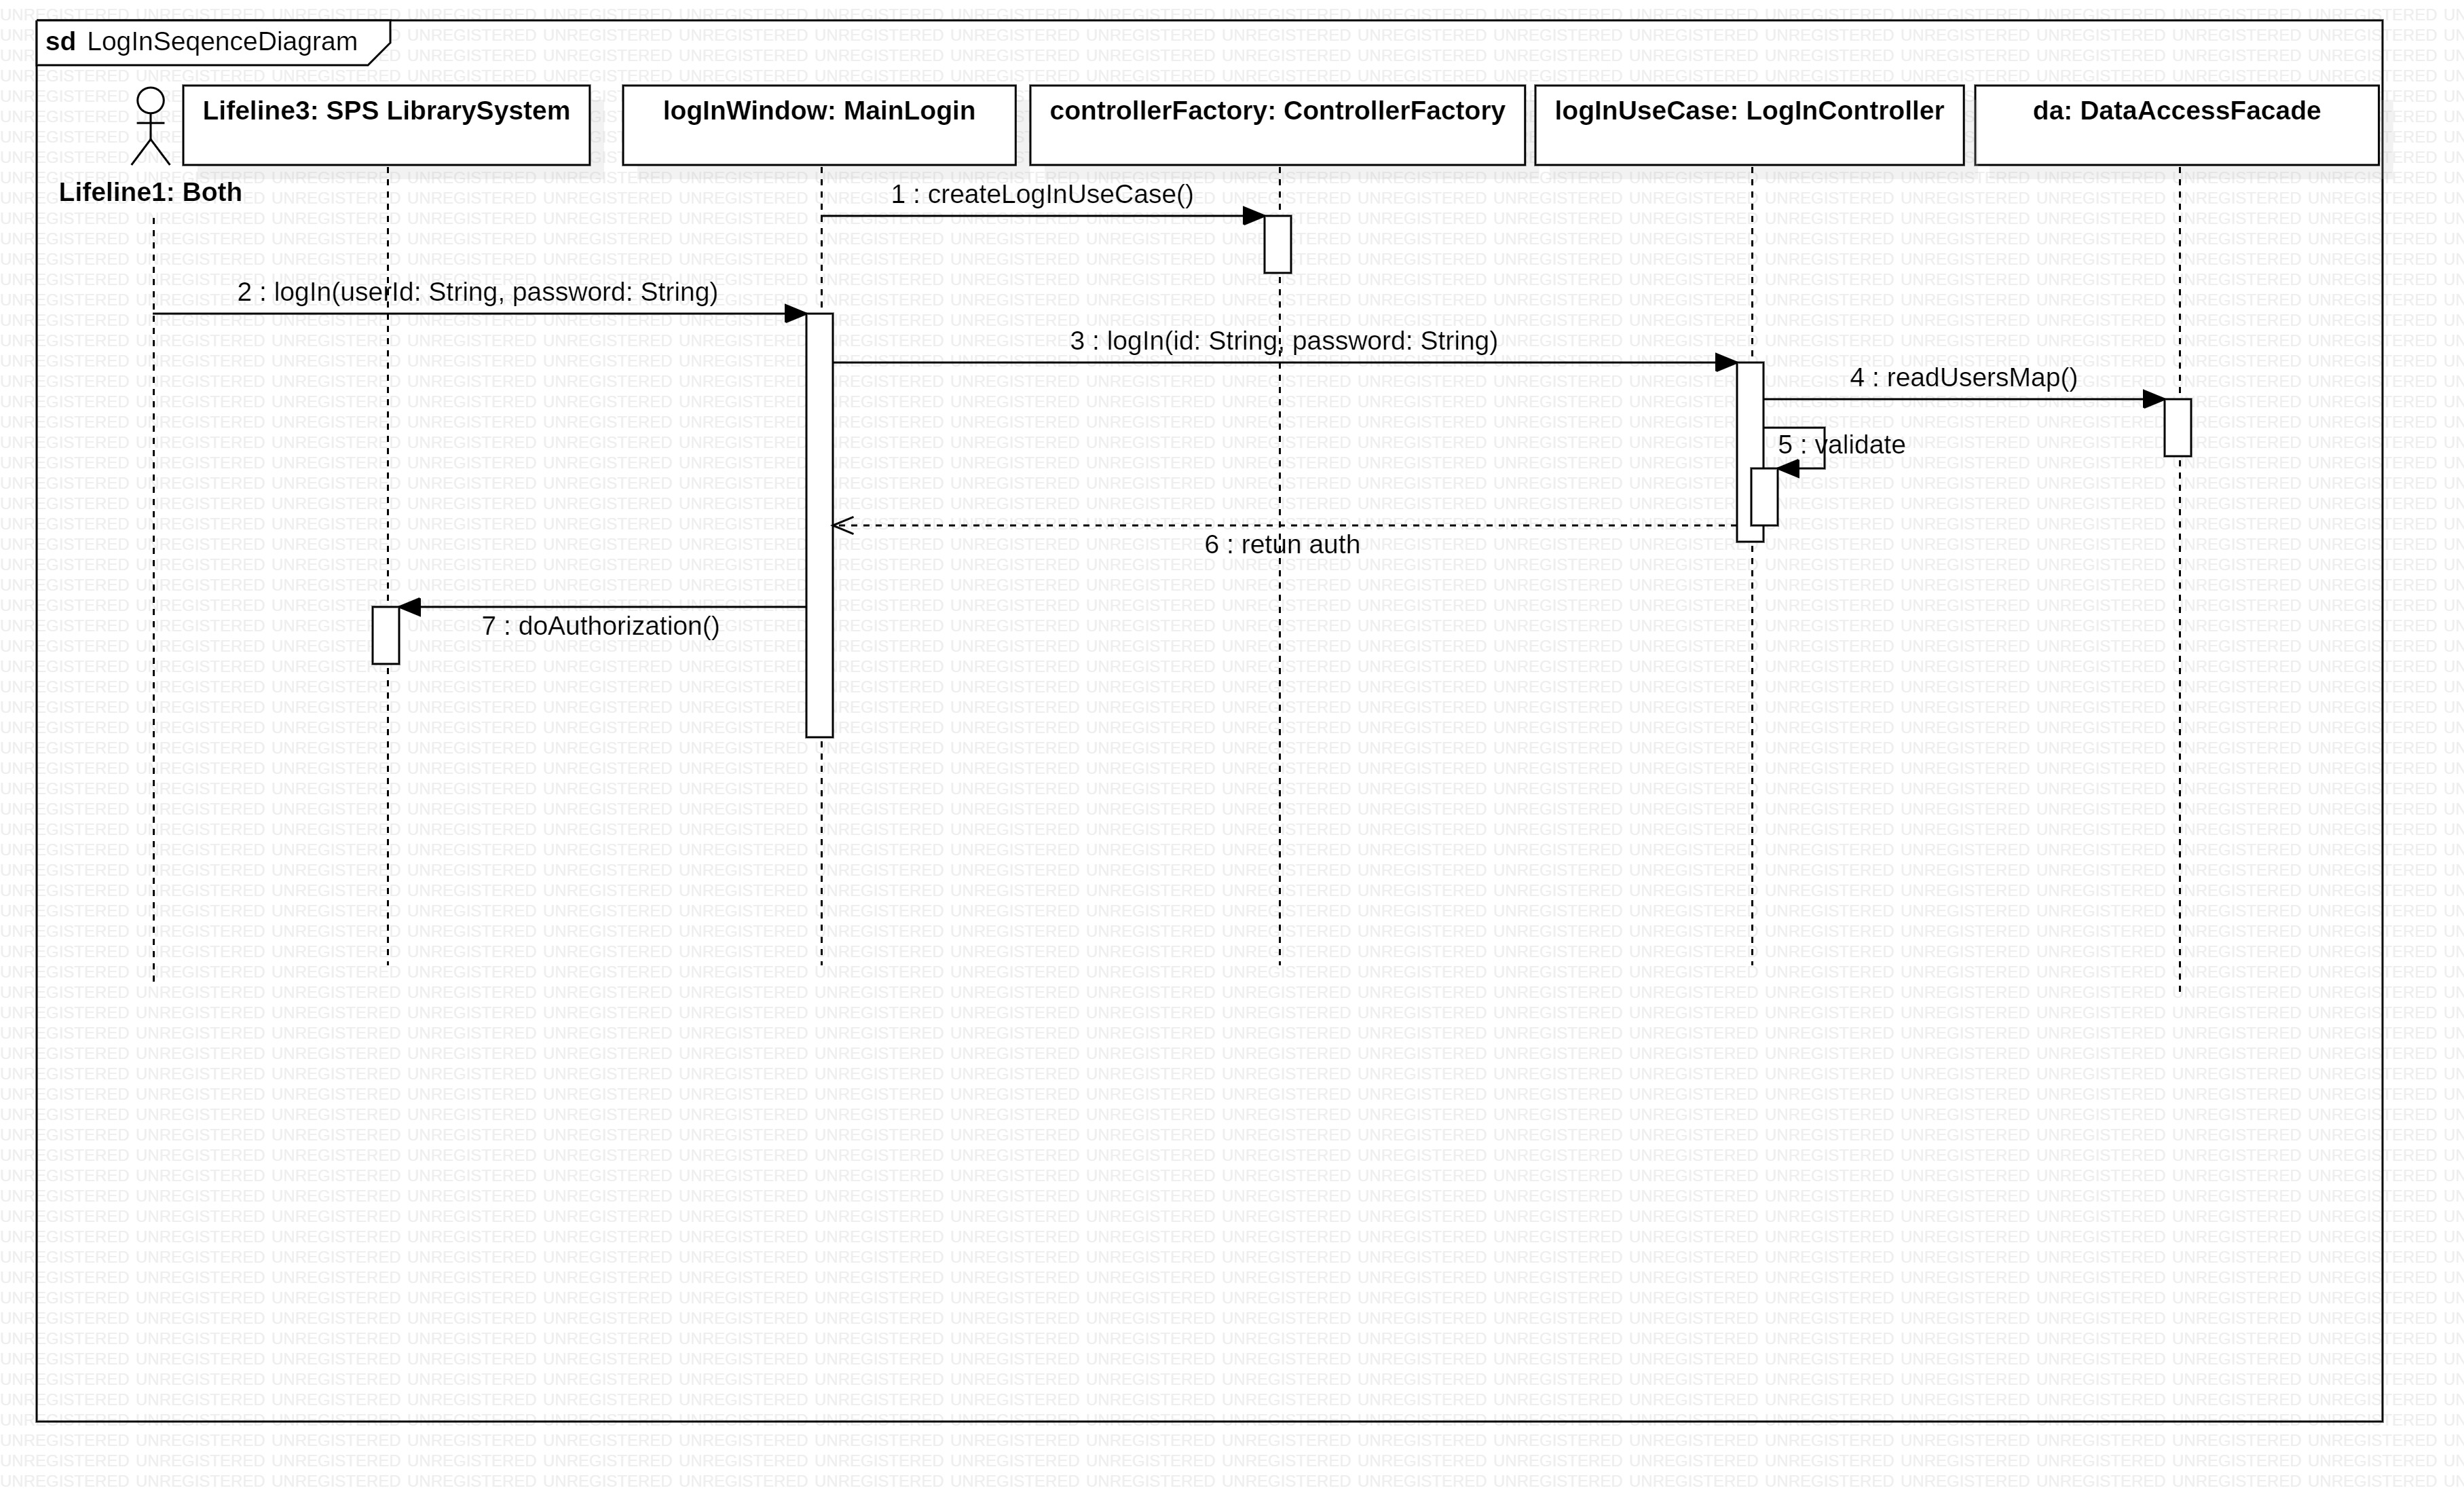 sd LogInSeqenceDiagram
Lifeline3: SPS LibrarySystem
logInWindow: MainLogin
controllerFactory: ControllerFactory
logInUseCase: LogInController
da: DataAccessFacade
Lifeline1: Both
1 : createLogInUseCase()
2 : logIn(userId: String, password: String)
3 : logIn(id: String, password: String)
4 : readUsersMap()
5 : validate
6 : retun auth
7 : doAuthorization()
UNREGISTERED